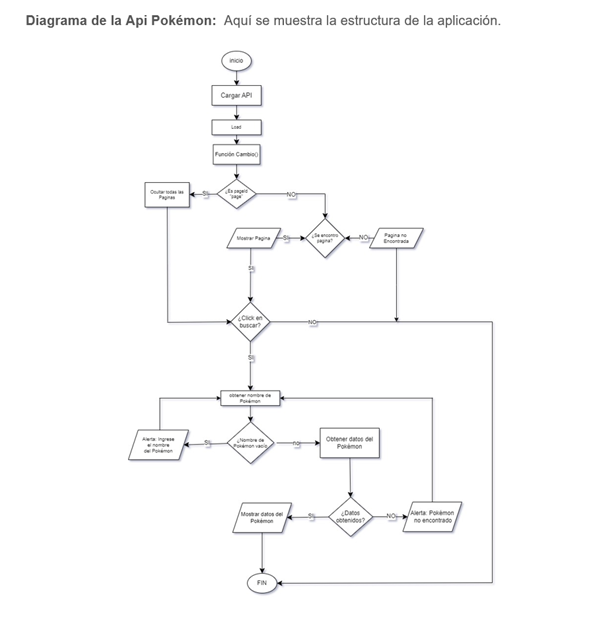 Diagrama de la Api Pokémon: Aquí se muestra la estructura de la aplicación.
Inicio
Cargar API
Load
Función Cambio()
¿Es pageId
"page"
SI
NO
Ocultar todas las
Paginas
Mostrar Pagina
SI
¿Se encontro
pagina?
NO
Pagina no
Encontrada
SI
¿Click en
buscar?
NO
SI
obtener nombre de
Pokémon
Alerta: Ingrese
el nombre
del Pokémon
SI
¿Nombre de
Pokémon vacío
no
Obtener datos del
Pokémon
Mostrar datos del
Pokémon
SI
¿Datos
obtenidos?
NO
Alerta: Pokémon
no encontrado
FIN